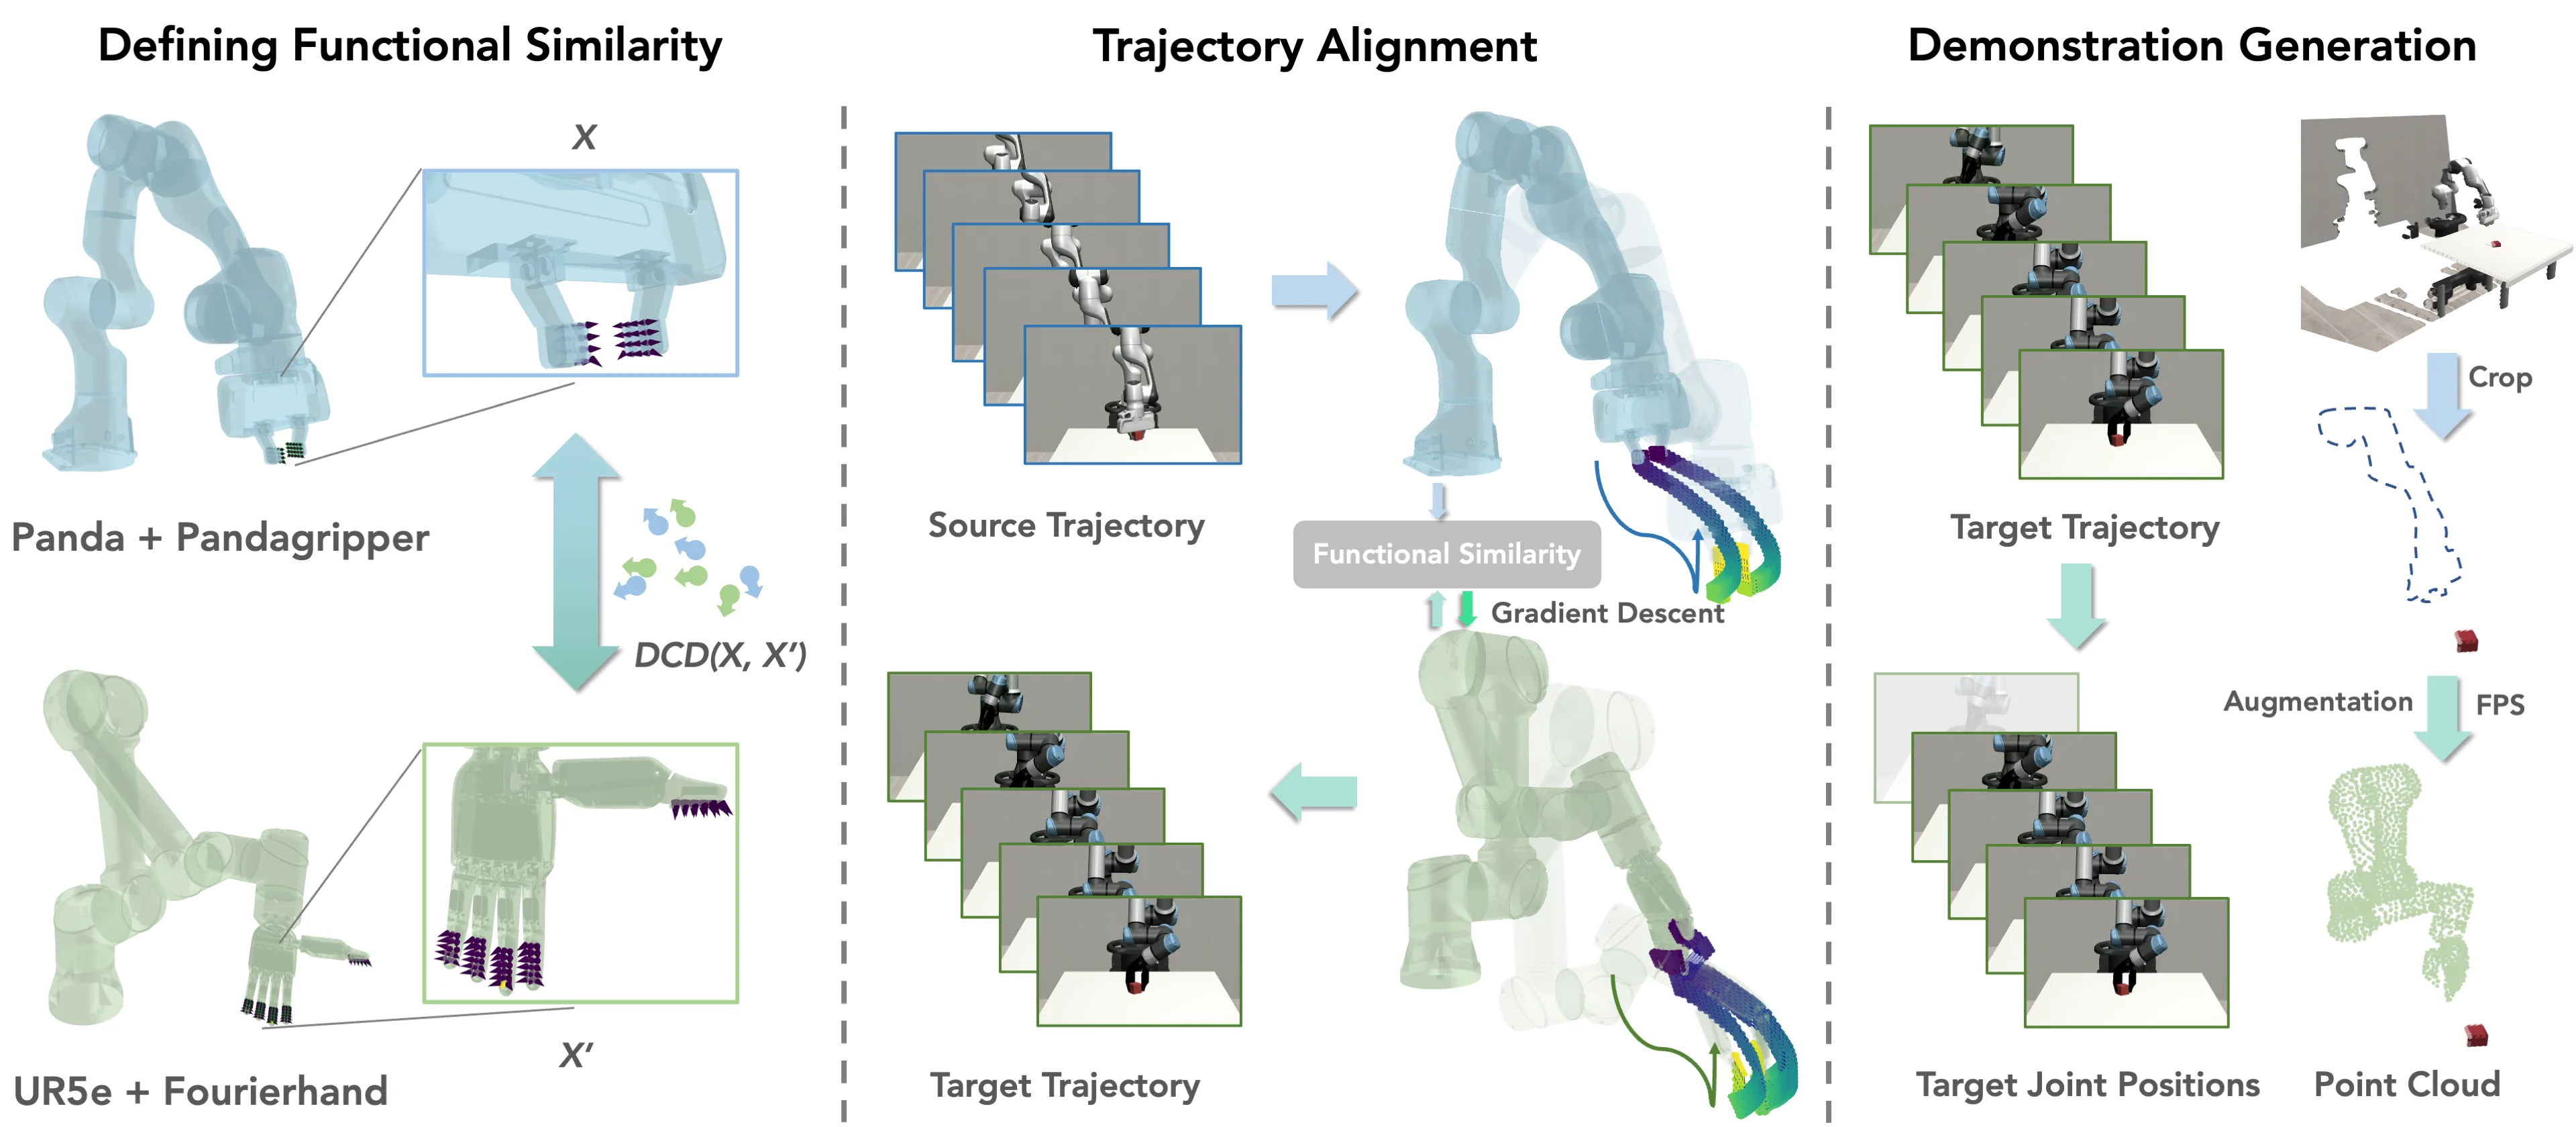 Defining Functional Similarity
X
Panda + Pandagripper
DCD(X, X′)
X′
UR5e + Fourierhand
Trajectory Alignment
Source Trajectory
Functional Similarity
Gradient Descent
Target Trajectory
Demonstration Generation
Crop
Target Trajectory
Augmentation
FPS
Target Joint Positions
Point Cloud